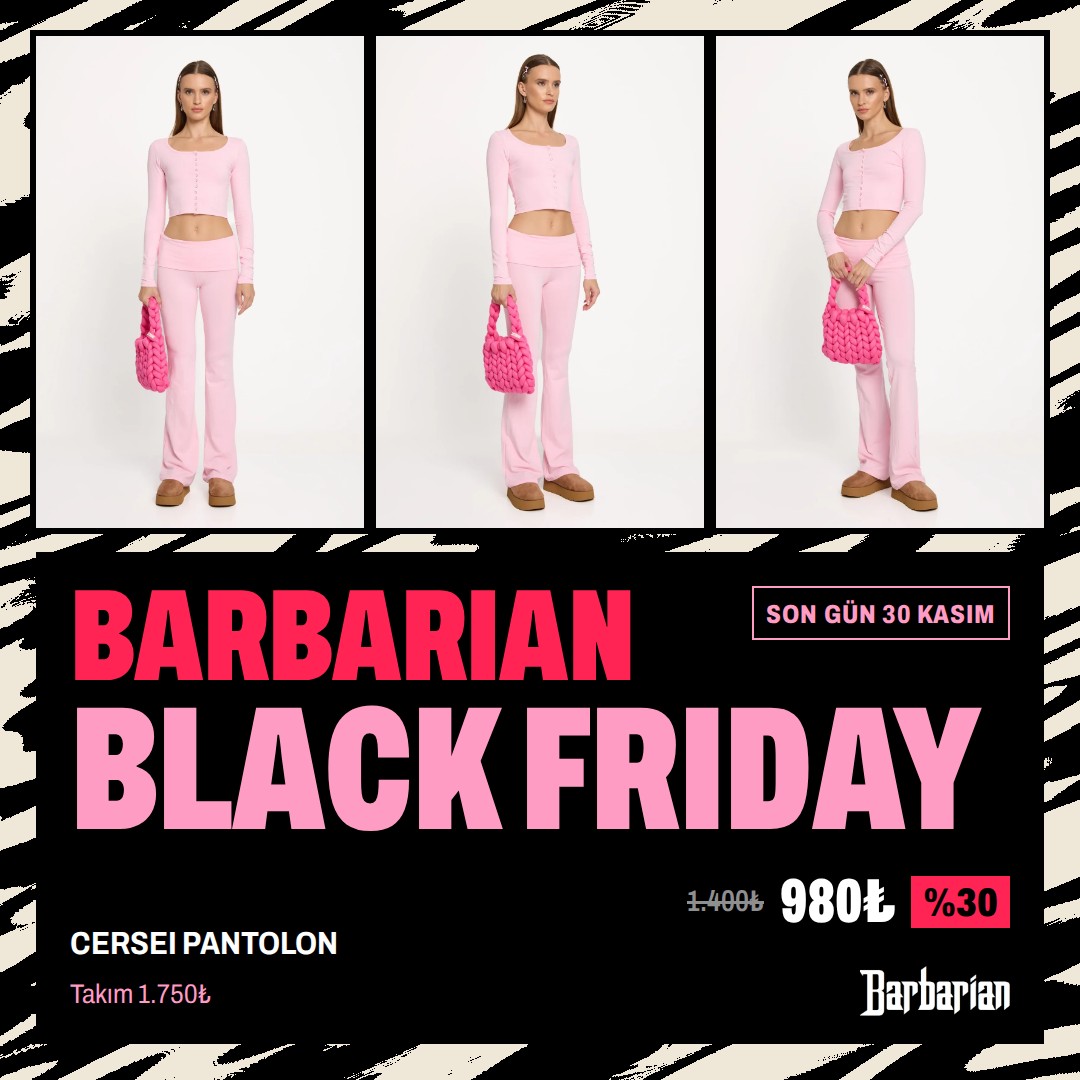 BARBARIAN
SON GÜN 30 KASIM
BLACK FRIDAY
1.400₺ 980₺ %30
CERSEI PANTOLON
Takım 1.750₺
Barbarian